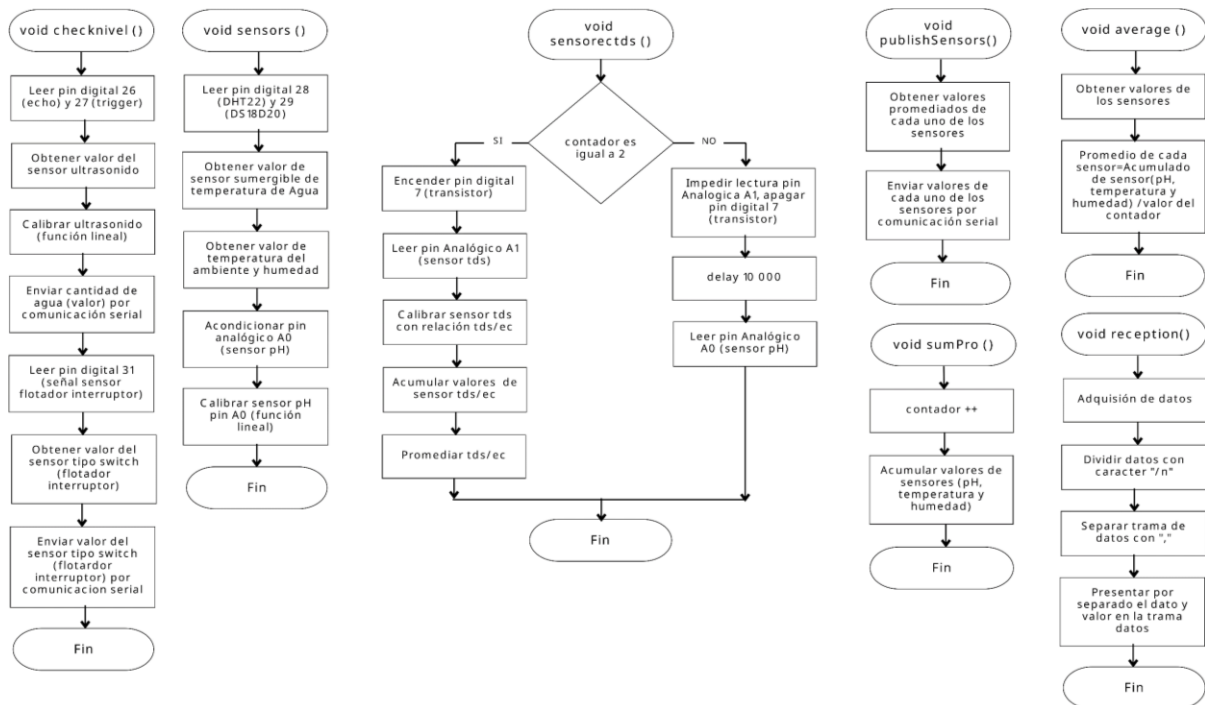 void checknivel ()
Leer pin digital 26
(echo) y 27 (trigger)
Obtener valor del
sensor ultrasonido
Calibrar ultrasonido
(función lineal)
Enviar cantidad de
agua (valor) por
comunicación serial
Leer pin digital 31
(señal sensor
flotador interruptor)
Obtener valor del
sensor tipo switch
(flotador
interruptor)
Enviar valor del
sensor tipo switch
(flotardor
interruptor) por
comunicacion serial
Fin
void sensors ()
Leer pin digital 28
(DHT22) y 29
(DS18D20)
Obtener valor de
sensor sumergible de
temperatura de Agua
Obtener valor de
temperatura del
ambiente y humedad
Acondicionar pin
analógico A0
(sensor pH)
Calibrar sensor pH
pin A0 (función
lineal)
Fin
void
sensorectds ()
contador es
igual a 2
SI
NO
Encender pin digital
7 (transistor)
Leer pin Analógico A1
(sensor tds)
Calibrar sensor tds
con relación tds/ec
Acumular valores de
sensor tds/ec
Promediar tds/ec
Impedir lectura pin
Analogica A1, apagar
pin digital 7
(transistor)
delay 10 000
Leer pin Analógico
A0 (sensor pH)
Fin
void
publishSensors()
Obtener valores
promediados de
cada uno de los
sensores
Enviar valores de
cada uno de los
sensores por
comunicación serial
Fin
void sumPro ()
contador ++
Acumular valores de
sensores (pH,
temperatura y
humedad)
Fin
void average ()
Obtener valores de
los sensores
Promedio de cada
sensor=Acumulado
de sensor(pH,
temperatura y
humedad) /valor del
contador
Fin
void reception()
Adquisión de datos
Dividir datos con
caracter "/n"
Separar trama de
datos con ","
Presentar por
separado el dato y
valor en la trama
datos
Fin